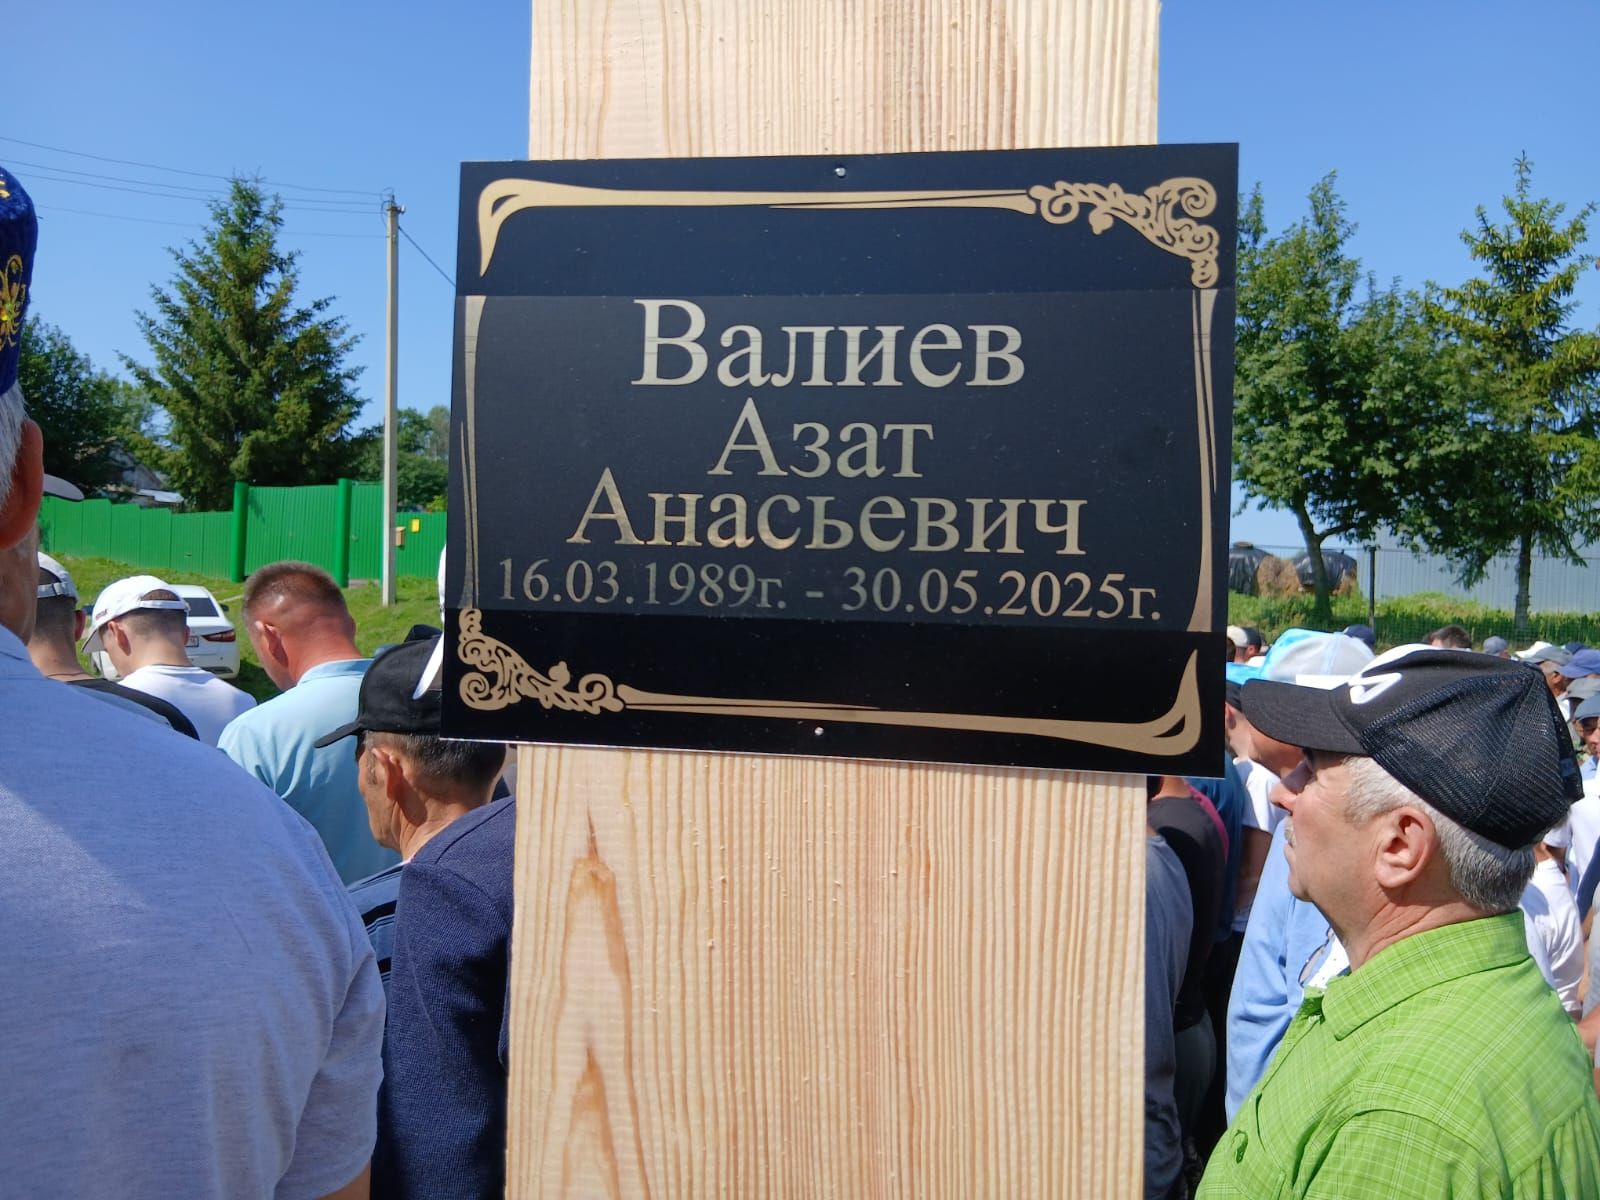 Валиев
Азат
Анасьевич
16.03.1989г. - 30.05.2025г.